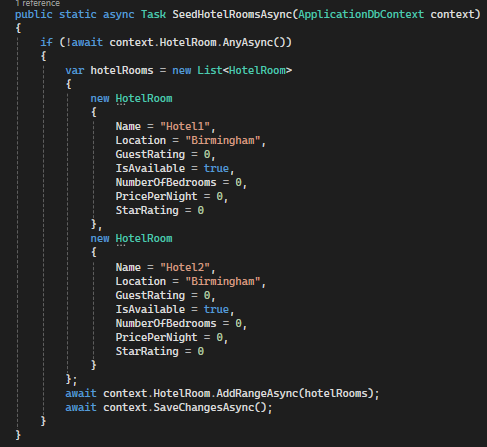 1 reference
public static async Task SeedHotelRoomsAsync(ApplicationDbContext context)
{
if (!await context.HotelRoom.AnyAsync())
{
var hotelRooms = new List<HotelRoom>
{
new HotelRoom
{
Name = "Hotel1",
Location = "Birmingham",
GuestRating = 0,
IsAvailable = true,
NumberOfBedrooms = 0,
PricePerNight = 0,
StarRating = 0
},
new HotelRoom
{
Name = "Hotel2",
Location = "Birmingham",
GuestRating = 0,
IsAvailable = true,
NumberOfBedrooms = 0,
PricePerNight = 0,
StarRating = 0
}
};
await context.HotelRoom.AddRangeAsync(hotelRooms);
await context.SaveChangesAsync();
}
}